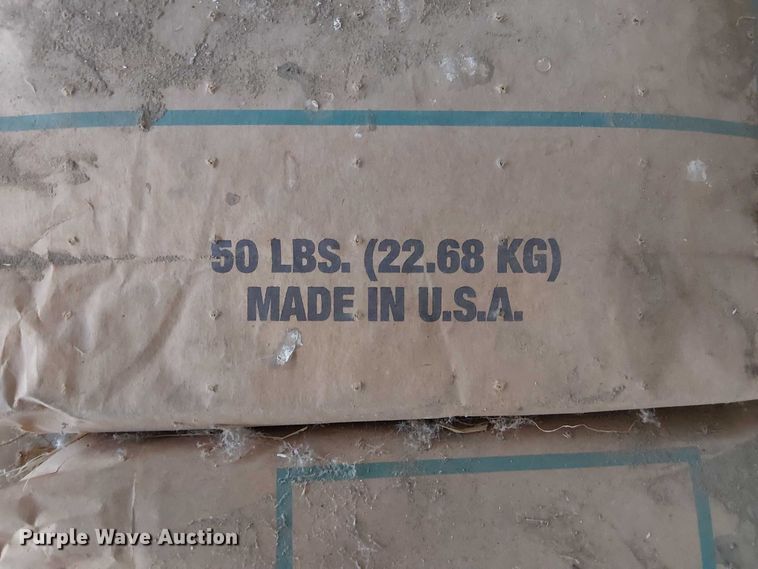 50 LBS. (22.68 KG)
MADE IN U.S.A.
Purple Wave Auction